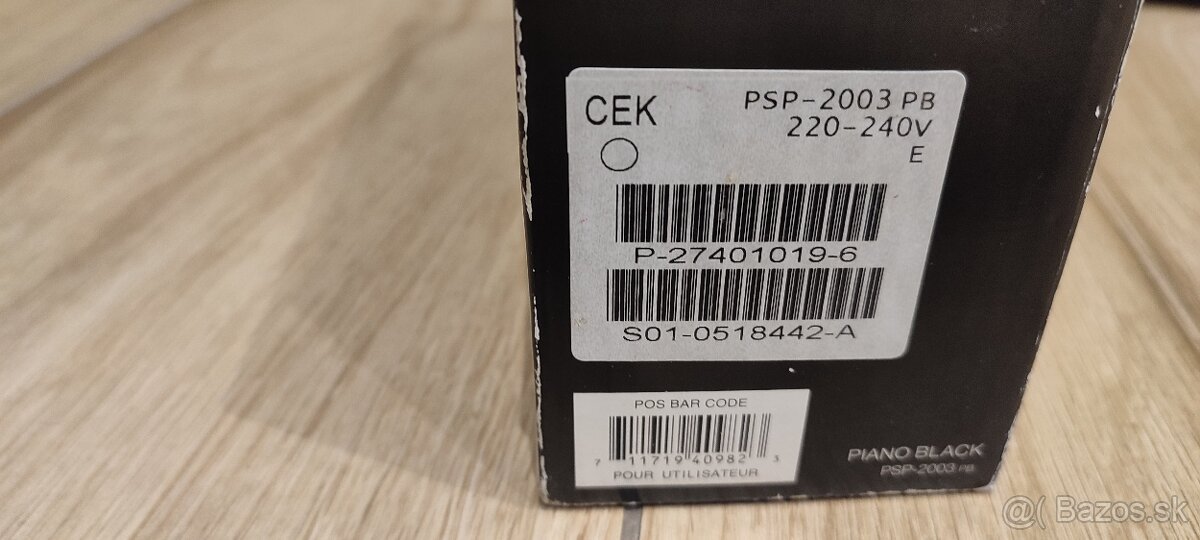 CEK
PSP-2003 PB
220-240V
E
P-27401019-6
S01-0518442-A
POS BAR CODE
7 11719 40982 3
POUR UTILISATEUR
PIANO BLACK
PSP-2003 PB
@( Bazos.sk